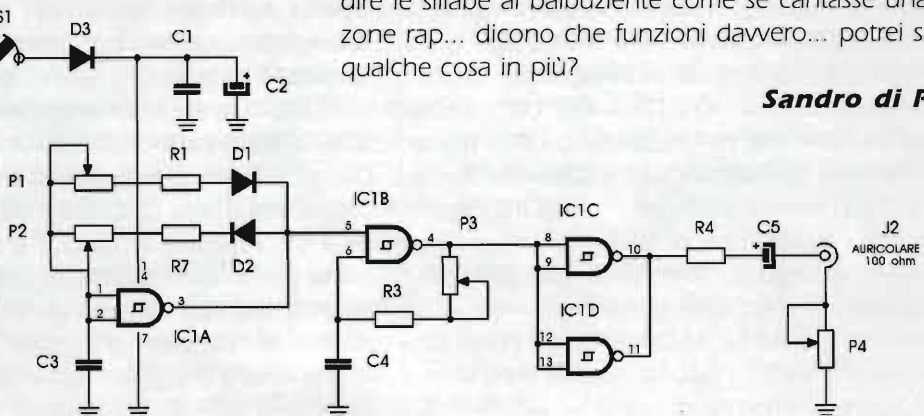 dire le sillabe al balbuziente come se cantasse una
zone rap... dicono che funzioni davvero... potrei s
qualche cosa in più?
Sandro di F
S1
D3
C1
C2
P1
R1
D1
P2
R7
D2
IC1B
5
6
4
P3
R3
C4
1
4
1
2
3
7
IC1A
C3
IC1C
8
9
10
IC1D
12
13
11
R4
C5
J2
AURICOLARE
100 ohm
P4